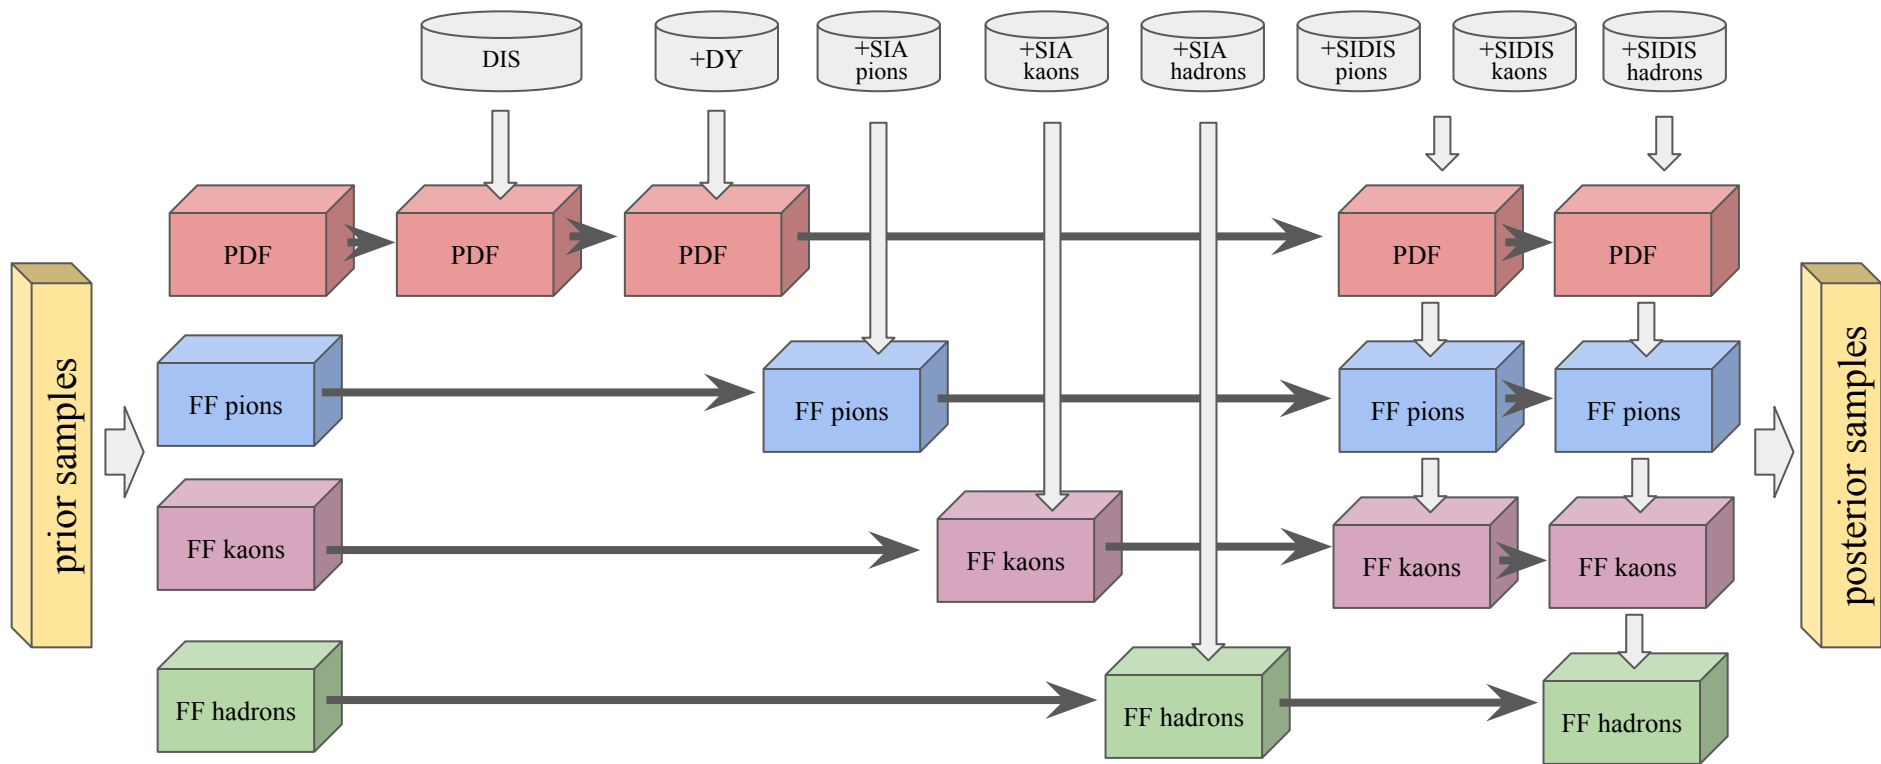 DIS
+DY
+SIA
pions
+SIA
kaons
+SIA
hadrons
+SIDIS
pions
+SIDIS
kaons
+SIDIS
hadrons
PDF
PDF
PDF
PDF
PDF
prior samples
FF pions
FF pions
FF pions
FF pions
posterior samples
FF kaons
FF kaons
FF kaons
FF kaons
FF hadrons
FF hadrons
FF hadrons